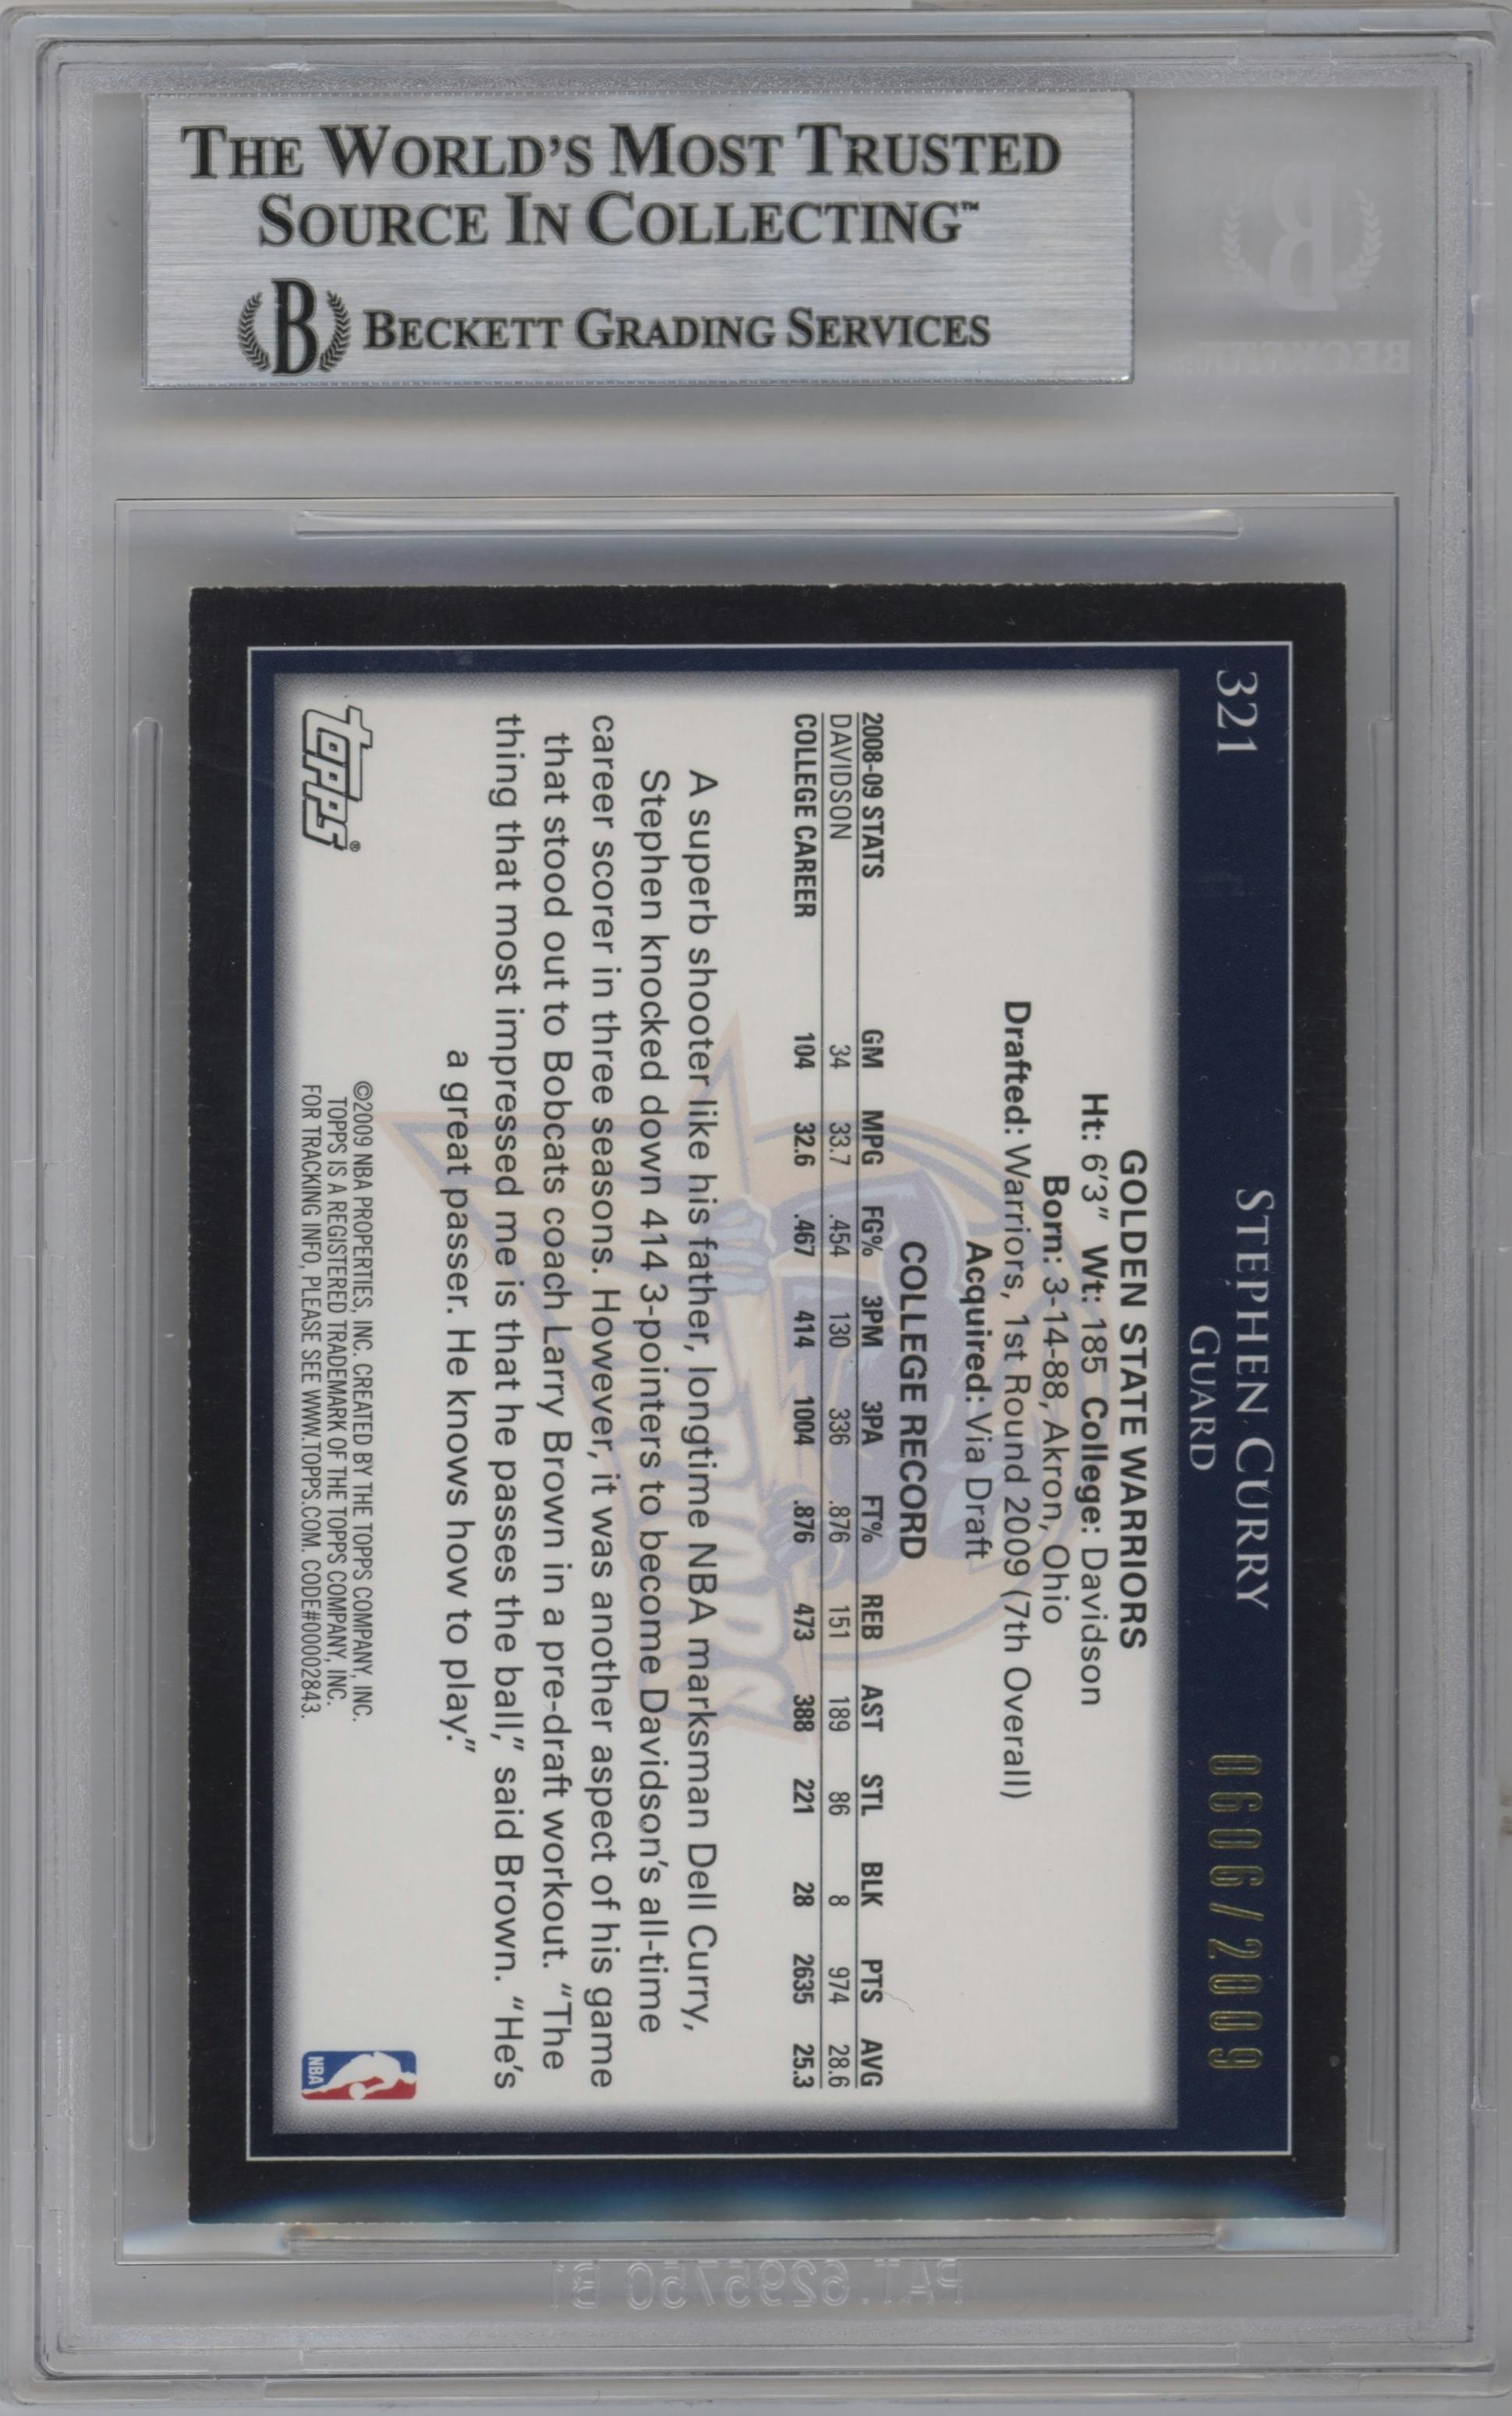 THE WORLD'S MOST TRUSTED
SOURCE IN COLLECTING™
B BECKETT GRADING SERVICES
B
BECKETT
321
STEPHEN CURRY
GUARD
0606/2009
GOLDEN STATE WARRIORS
Ht: 6'3" Wt: 185 College: Davidson
Born: 3-14-88, Akron, Ohio
Drafted: Warriors, 1st Round 2009 (7th Overall)
Acquired: Via Draft
COLLEGE RECORD
2008-09 STATS GM MPG FG% 3PM 3PA FT% REB AST STL BLK PTS AVG
DAVIDSON 34 33.7 .454 130 336 .876 151 189 86 8 974 28.6
COLLEGE CAREER 104 32.6 .467 414 1004 .876 473 388 221 28 2635 25.3
WARRIORS
A superb shooter like his father, longtime NBA marksman Dell Curry,
Stephen knocked down 414 3-pointers to become Davidson's all-time
career scorer in three seasons. However, it was another aspect of his game
that stood out to Bobcats coach Larry Brown in a pre-draft workout. "The
thing that most impressed me is that he passes the ball," said Brown. "He's
a great passer. He knows how to play."
topps®
©2009 NBA PROPERTIES, INC. CREATED BY THE TOPPS COMPANY, INC.
TOPPS IS A REGISTERED TRADEMARK OF THE TOPPS COMPANY, INC.
FOR TRACKING INFO, PLEASE SEE WWW.TOPPS.COM. CODE#00002843.
NBA
PAT.6295750 B1